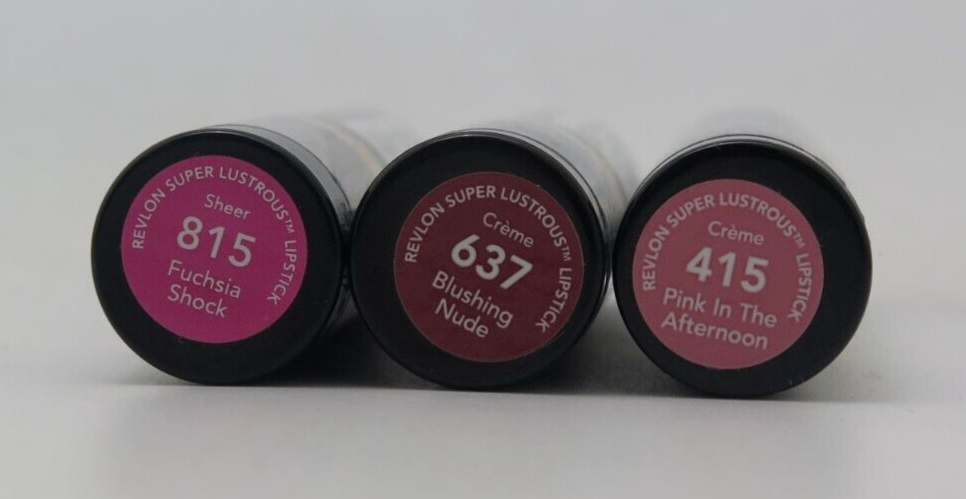 REVLON SUPER LUSTROUS™ LIPSTICK
Sheer
815
Fuchsia
Shock
REVLON SUPER LUSTROUS™ LIPSTICK
Crème
637
Blushing
Nude
REVLON SUPER LUSTROUS™ LIPSTICK
Crème
415
Pink In The
Afternoon